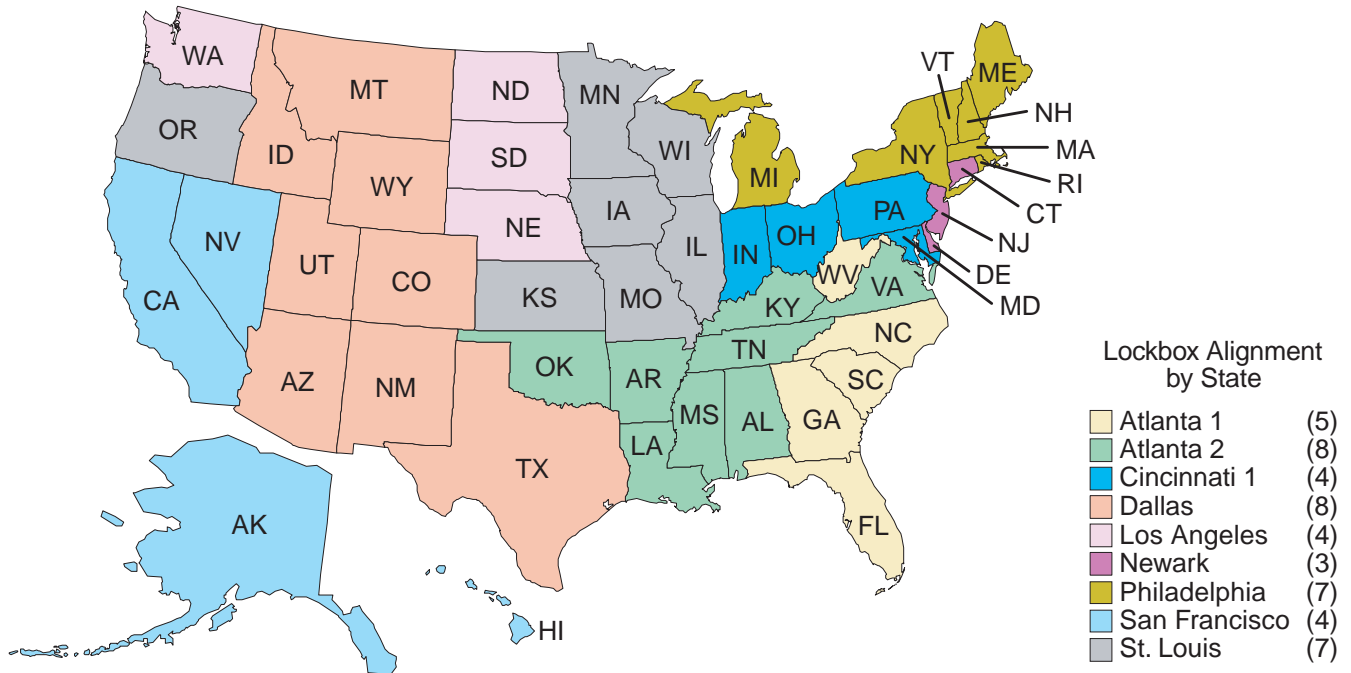 WA
MT
ND
MN
VT
ME
OR
ID
SD
WI
NH
MA
NY
RI
WY
MI
CT
NE
IA
PA
NJ
NV
UT
CO
IL
IN
OH
DE
CA
KS
MO
WV
VA
MD
KY
NC
AZ
NM
OK
AR
TN
SC
MS
AL
GA
LA
TX
FL
AK
HI
Lockbox Alignment
by State
Atlanta 1 (5)
Atlanta 2 (8)
Cincinnati 1 (4)
Dallas (8)
Los Angeles (4)
Newark (3)
Philadelphia (7)
San Francisco (4)
St. Louis (7)